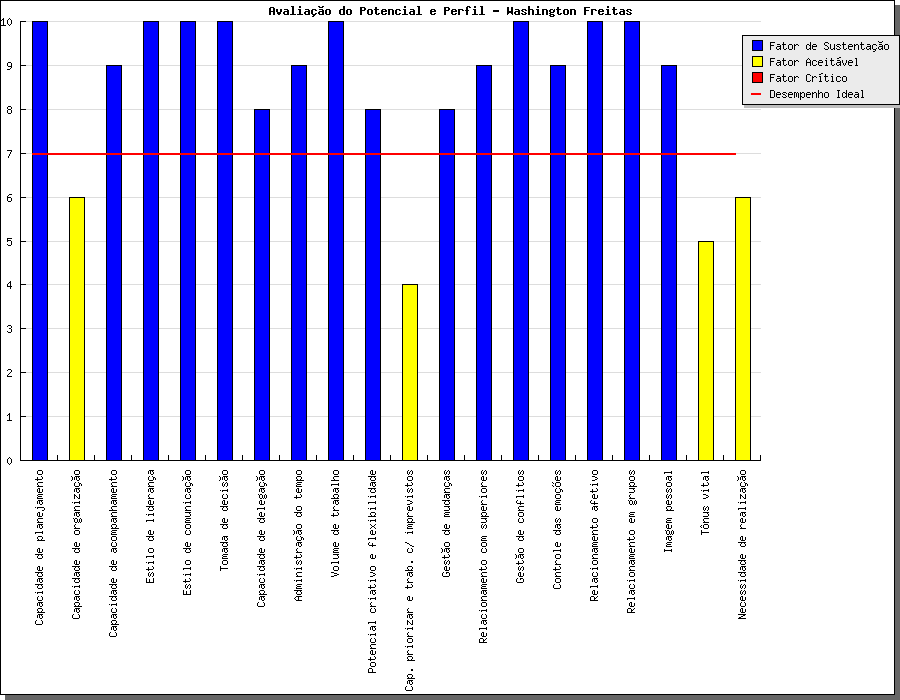 Avaliação do Potencial e Perfil - Washington Freitas
Fator de Sustentação
Fator Aceitável
Fator Crítico
Desempenho Ideal
10
9
8
7
6
5
4
3
2
1
0
Capacidade de planejamento
Capacidade de organização
Capacidade de acompanhamento
Estilo de liderança
Estilo de comunicação
Tomada de decisão
Capacidade de delegação
Administração do tempo
Volume de trabalho
Potencial criativo e flexibilidade
Cap. priorizar e trab. c/ imprevistos
Gestão de mudanças
Relacionamento com superiores
Gestão de conflitos
Controle das emoções
Relacionamento afetivo
Relacionamento em grupos
Imagem pessoal
Tônus vital
Necessidade de realização